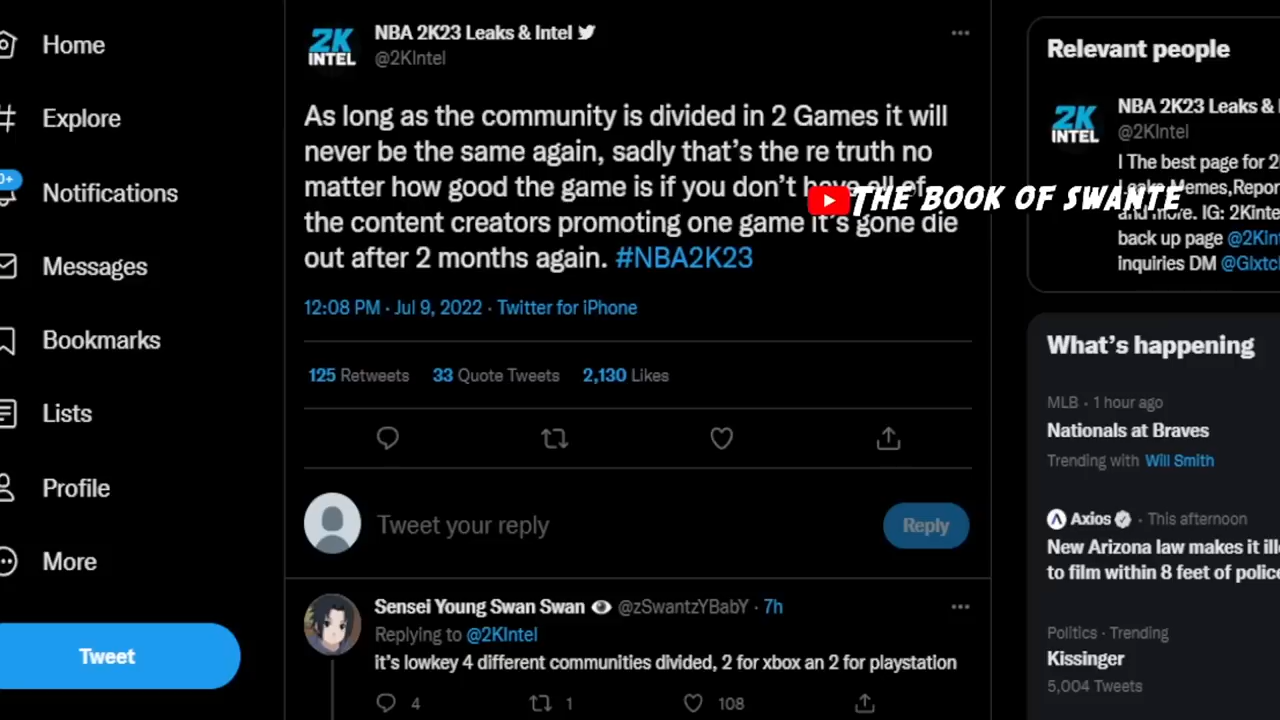 Home
Explore
Notifications
Messages
Bookmarks
Lists
Profile
More
Tweet
2K
INTEL
NBA 2K23 Leaks & Intel
@2KIntel
As long as the community is divided in 2 Games it will
never be the same again, sadly that's the re truth no
matter how good the game is if you don't have all of
the content creators promoting one game it's gone die
out after 2 months again. #NBA2K23
12:08 PM · Jul 9, 2022 · Twitter for iPhone
125 Retweets 33 Quote Tweets 2,130 Likes
Tweet your reply
Reply
Sensei Young Swan Swan @zSwantzYBabY · 7h
Replying to @2KIntel
it's lowkey 4 different communities divided, 2 for xbox an 2 for playstation
4 1 108
THE BOOK OF SWANTE
Relevant people
2K
INTEL
NBA 2K23 Leaks &
@2KIntel
| The best page for 2
Leaks Memes,Repor
and more. IG: 2Kinte
back up page @2KInt
inquiries DM @Glxtc
What's happening
MLB · 1 hour ago
Nationals at Braves
Trending with Will Smith
Axios · This afternoon
New Arizona law makes it ill
to film within 8 feet of police
Politics · Trending
Kissinger
5,004 Tweets